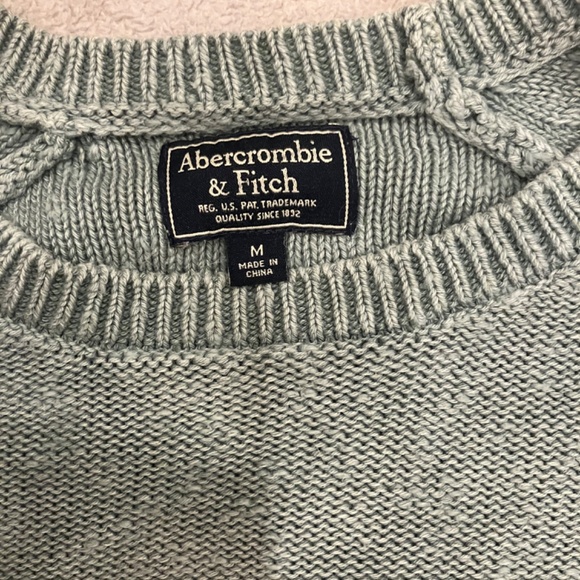 Abercrombie
& Fitch
REG. U.S. PAT. TRADEMARK
QUALITY SINCE 1892
M
MADE IN
CHINA